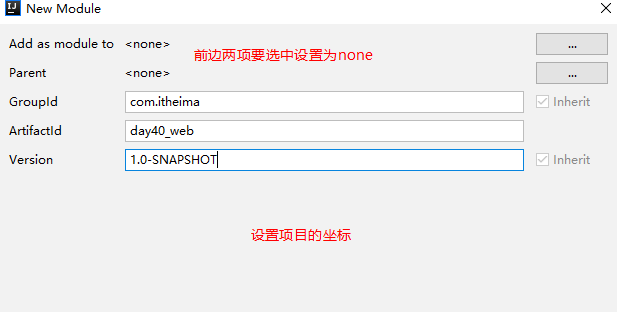 New Module
Add as module to <none> ...
前边两项要选中设置为none
Parent <none> ...
GroupId com.itheima Inherit
ArtifactId day40_web
Version 1.0-SNAPSHOT Inherit
设置项目的坐标